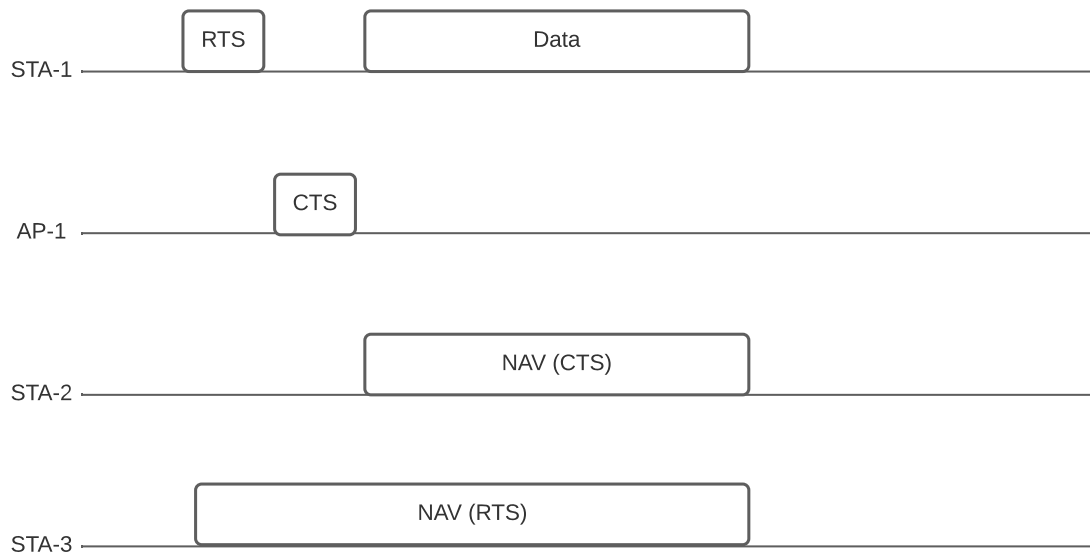 RTS
Data
STA-1
CTS
AP-1
NAV (CTS)
STA-2
NAV (RTS)
STA-3